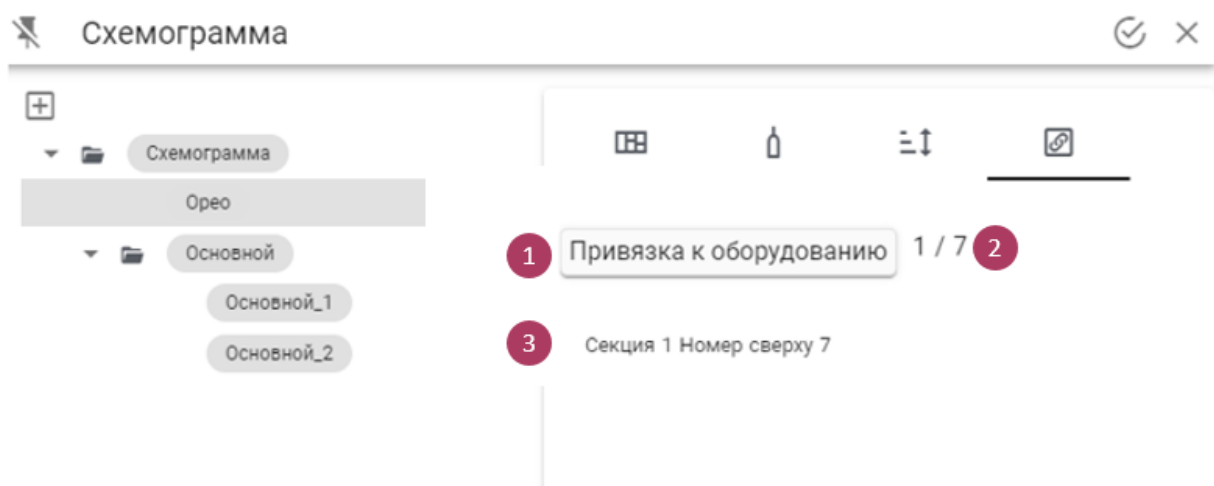 Схемограмма
Схемограмма
Орео
Основной
Основной_1
Основной_2
1 Привязка к оборудованию 1 / 7 2
3 Секция 1 Номер сверху 7